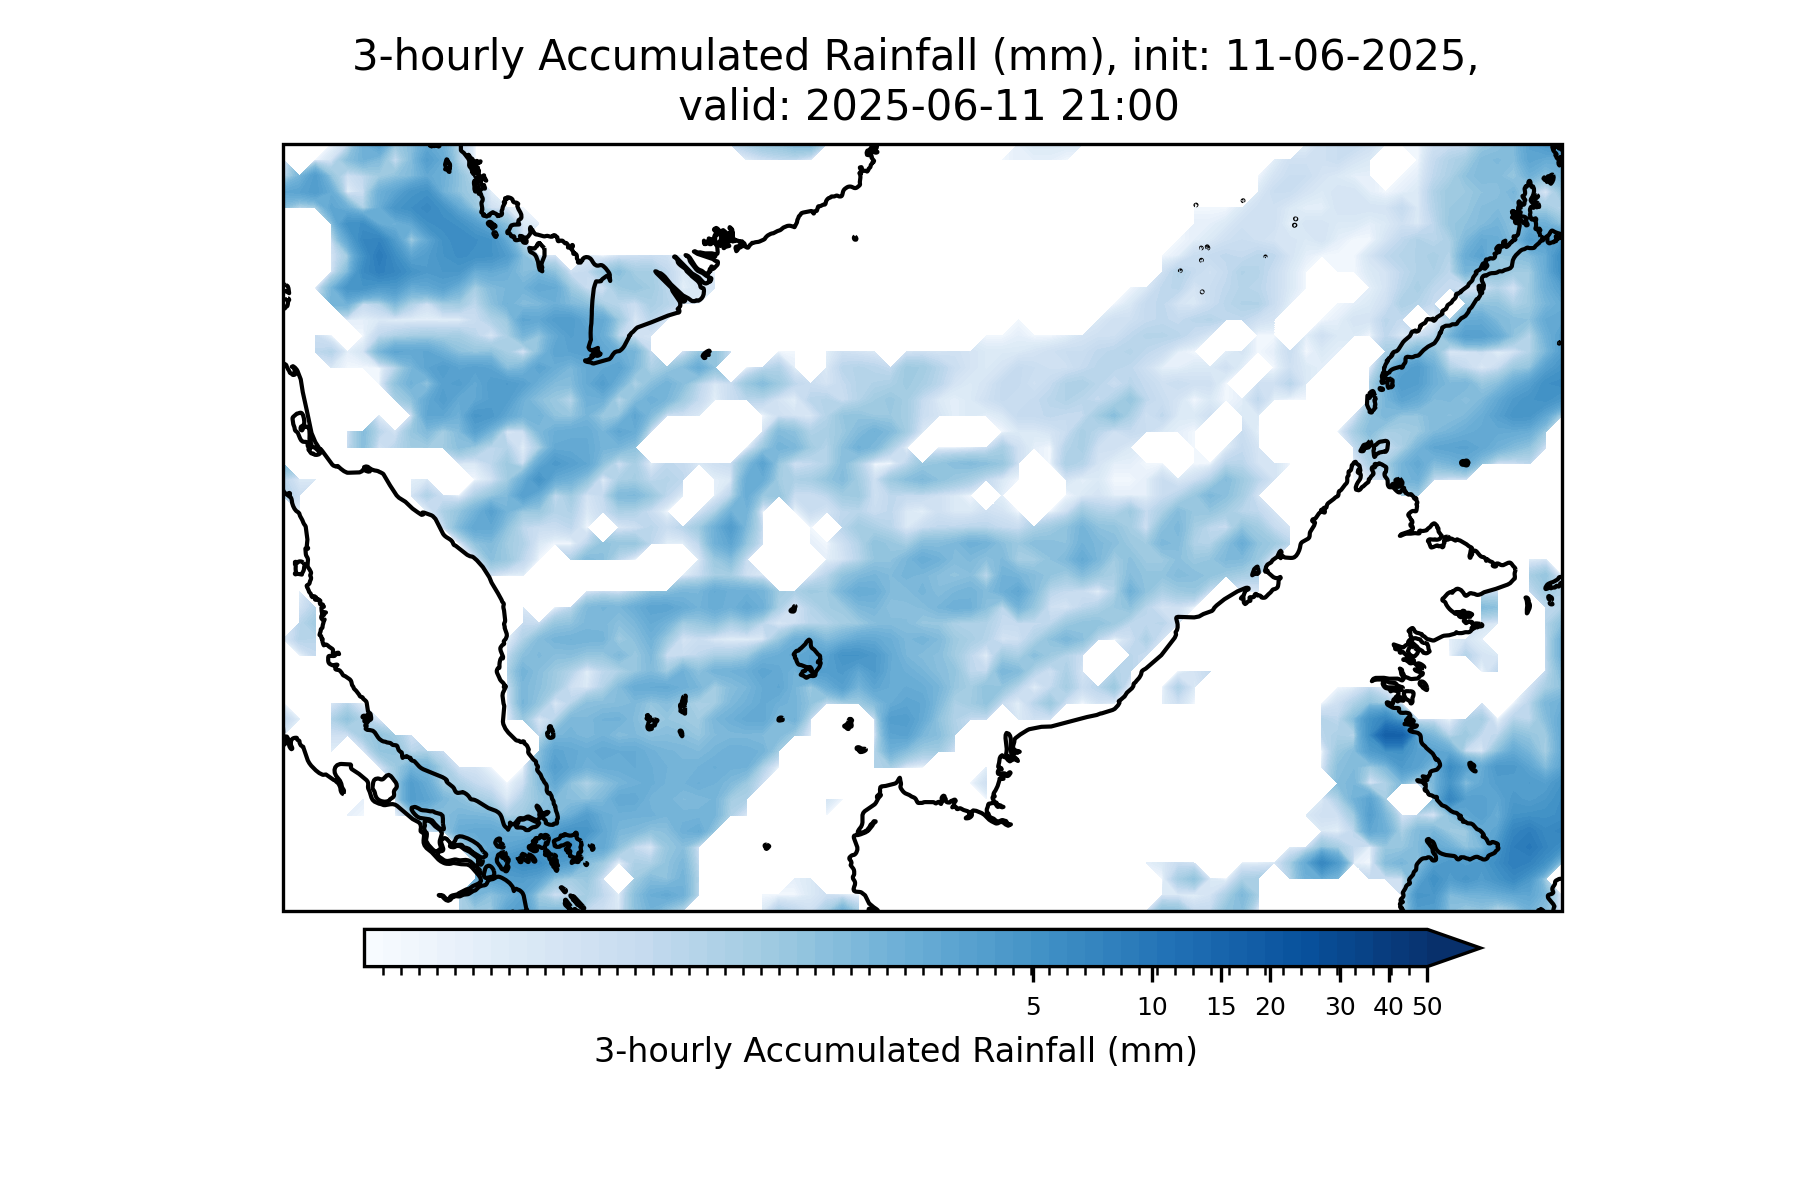 3-hourly Accumulated Rainfall (mm), init: 11-06-2025,
valid: 2025-06-11 21:00
5 10 15 20 30 40 50
3-hourly Accumulated Rainfall (mm)